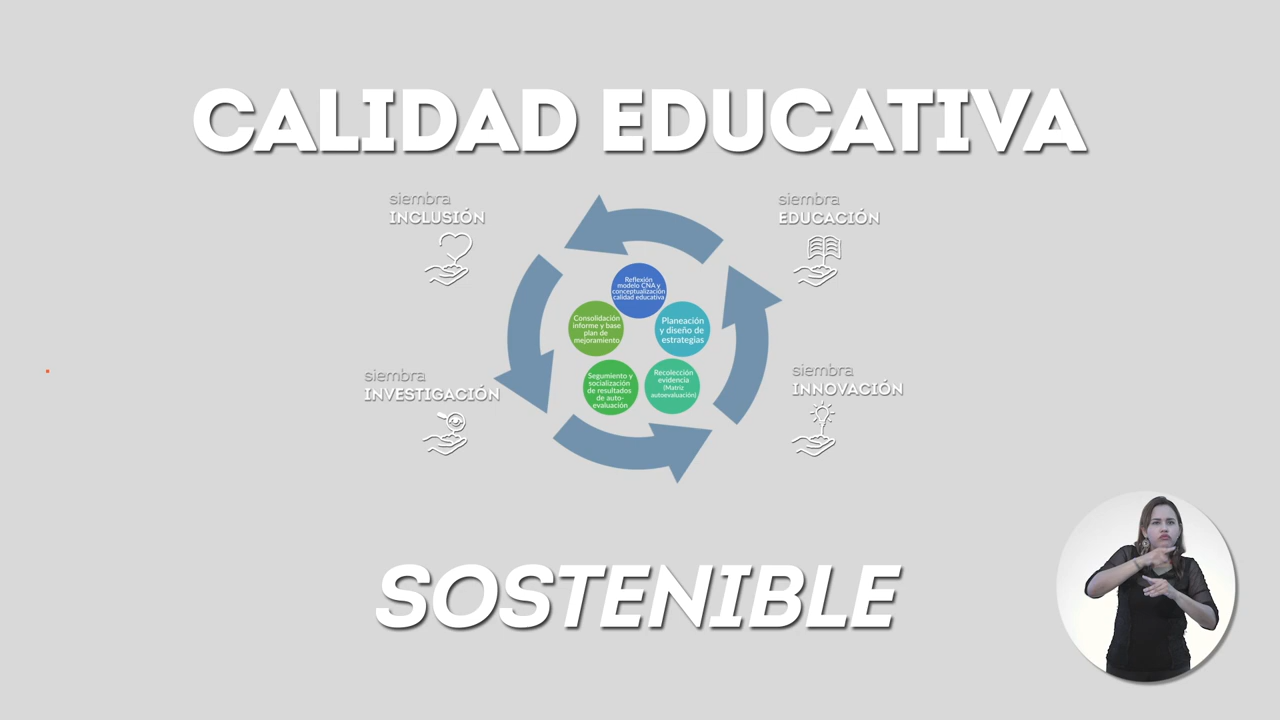 CALIDAD EDUCATIVA
siembra
INCLUSIÓN
siembra
EDUCACIÓN
Reflexión
modelo CNA y
conceptualización
calidad educativa
Consolidación
informe y base
plan de
mejoramiento
Planeación
y diseño de
estrategias
Segumiento y
socialización
de resultados
de auto-
evaluación
Recolección
evidencia
(Matriz
autoevaluación)
siembra
INVESTIGACIÓN
siembra
INNOVACIÓN
SOSTENIBLE